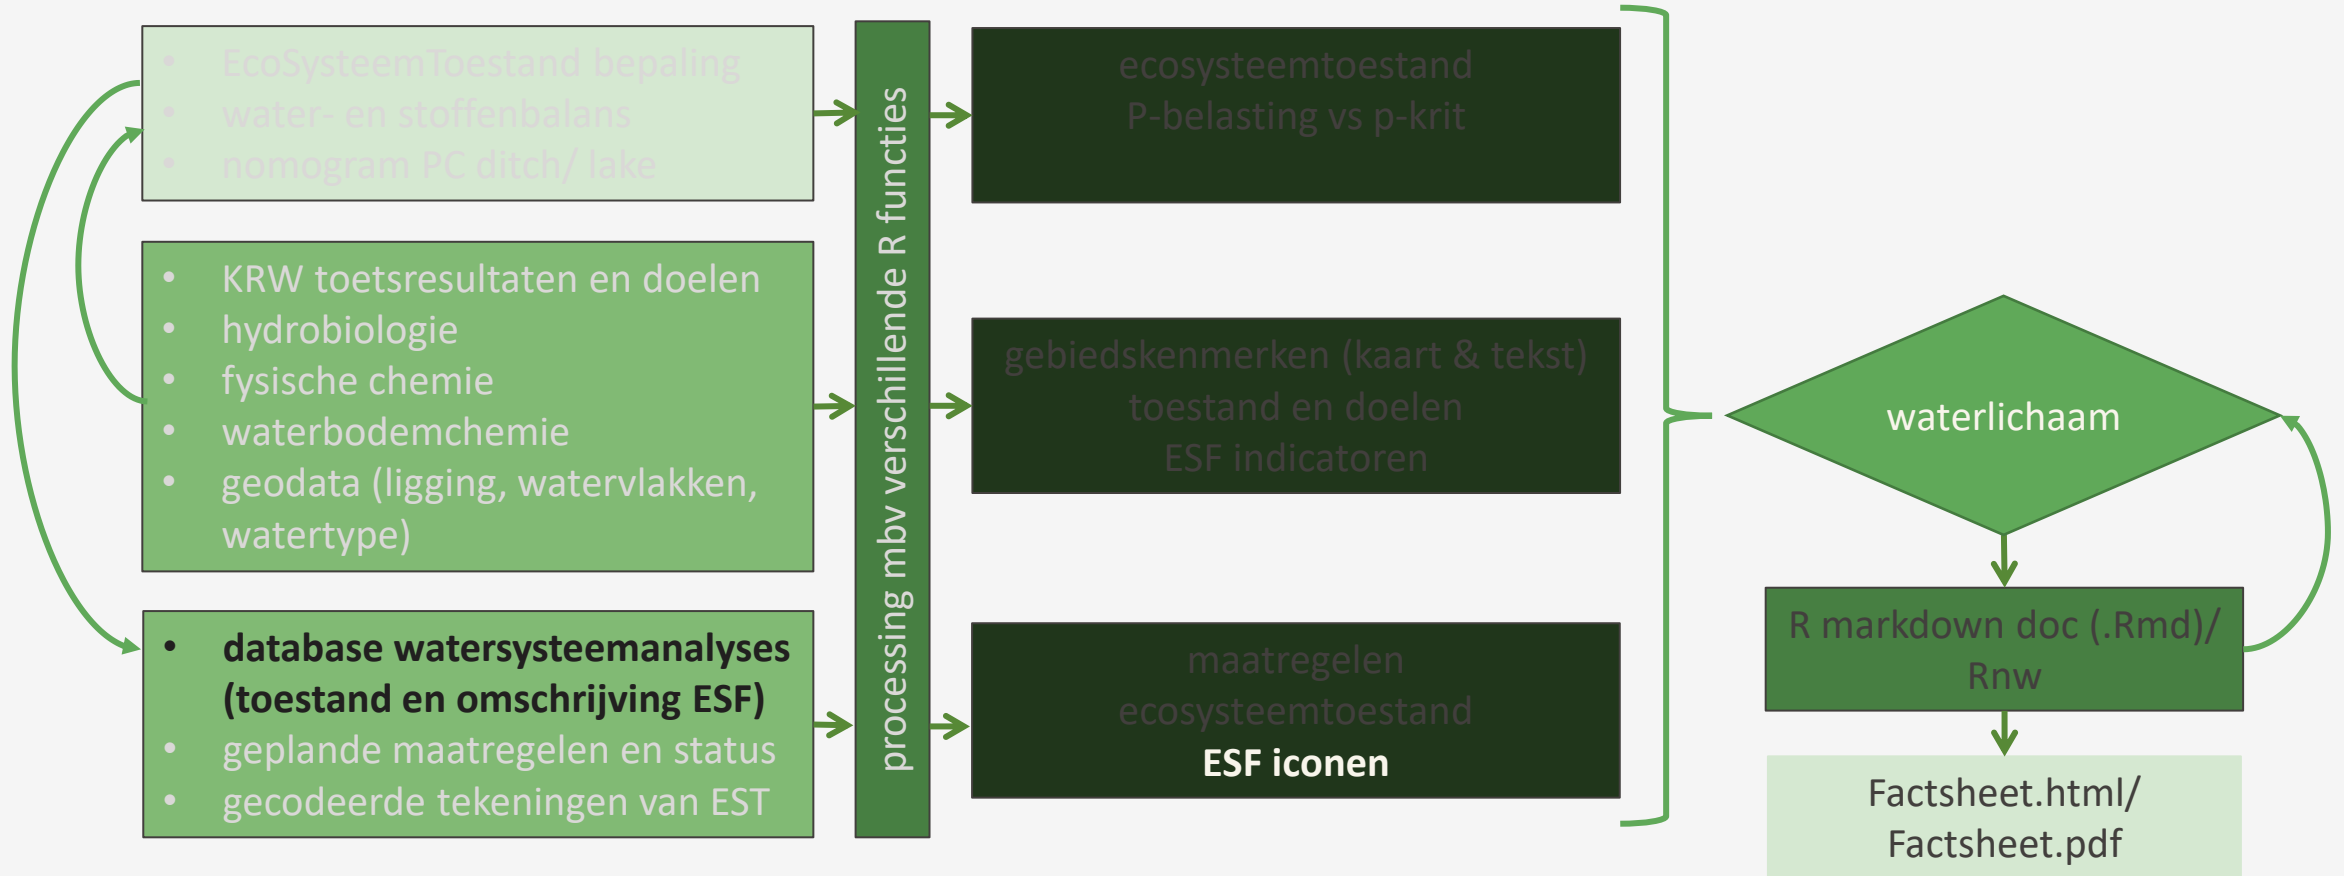 • EcoSysteemToestand bepaling
• water- en stoffenbalans
• nomogram PC ditch/ lake
• KRW toetsresultaten en doelen
• hydrobiologie
• fysische chemie
• waterbodemchemie
• geodata (ligging, watervlakken,
watertype)
• database watersysteemanalyses
(toestand en omschrijving ESF)
• geplande maatregelen en status
• gecodeerde tekeningen van EST
processing mbv verschillende R functies
ecosysteemtoestand
P-belasting vs p-krit
gebiedskenmerken (kaart & tekst)
toestand en doelen
ESF indicatoren
maatregelen
ecosysteemtoestand
ESF iconen
waterlichaam
R markdown doc (.Rmd)/
Rnw
Factsheet.html/
Factsheet.pdf